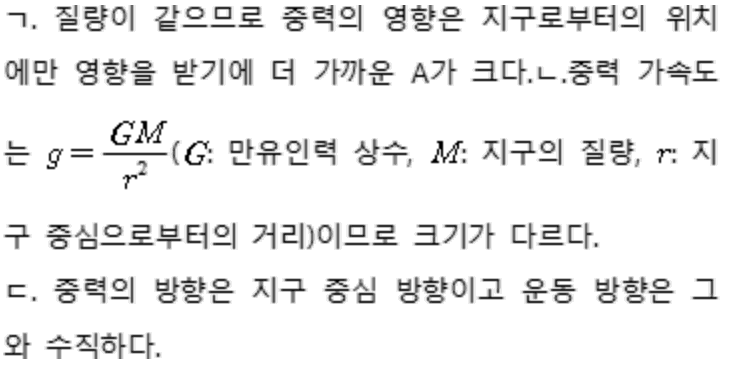 ㄱ. 질량이 같으므로 중력의 영향은 지구로부터의 위치
에만 영향을 받기에 더 가까운 A가 크다.ㄴ.중력 가속도
는 g = GM/r² (G: 만유인력 상수, M: 지구의 질량, r: 지
구 중심으로부터의 거리)이므로 크기가 다르다.
ㄷ. 중력의 방향은 지구 중심 방향이고 운동 방향은 그
와 수직하다.